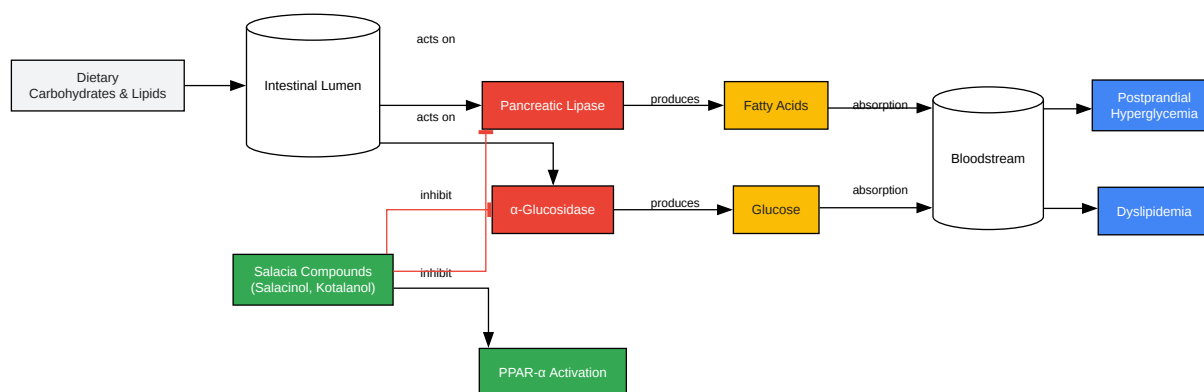 acts on
Dietary
Carbohydrates & Lipids
Intestinal Lumen
Pancreatic Lipase
produces
Fatty Acids
absorption
Postprandial
Hyperglycemia
acts on
Bloodstream
inhibit
α-Glucosidase
produces
Glucose
absorption
Dyslipidemia
Salacia Compounds
(Salacinol, Kotalanol)
inhibit
PPAR-α Activation